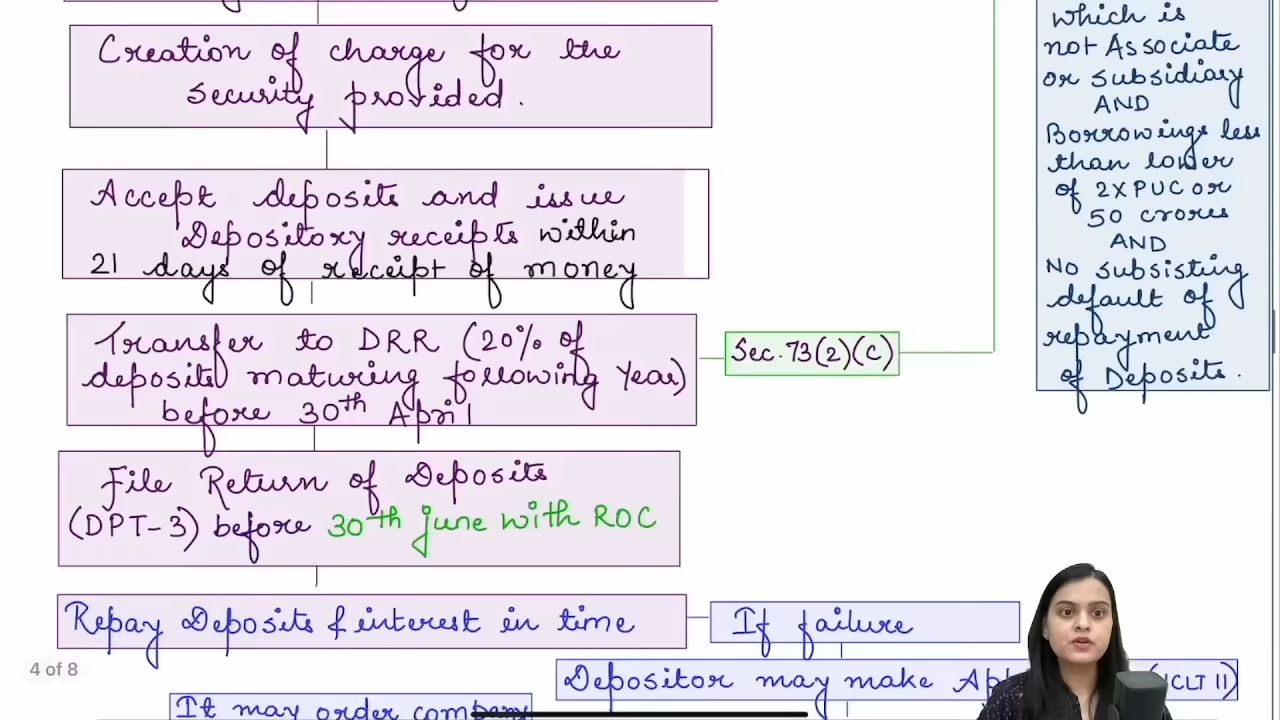 Creation of charge for the
security provided.
Accept deposits and issue
Depository receipts within
21 days of receipt of money
Transfer to DRR (20% of
deposits maturing following Year)
before 30th April
Sec. 73(2)(c)
File Return of Deposits
(DPT-3) before 30th june with ROC
Repay Deposits & interest in time
If failure
Depositor may make
CLT 11)
It may order company
4 of 8
which is
not Associate
or subsidiary
AND
Borrowings less
than lower
of 2XPUC or
50 crores
AND
No subsisting
default of
repayment
of Deposits.